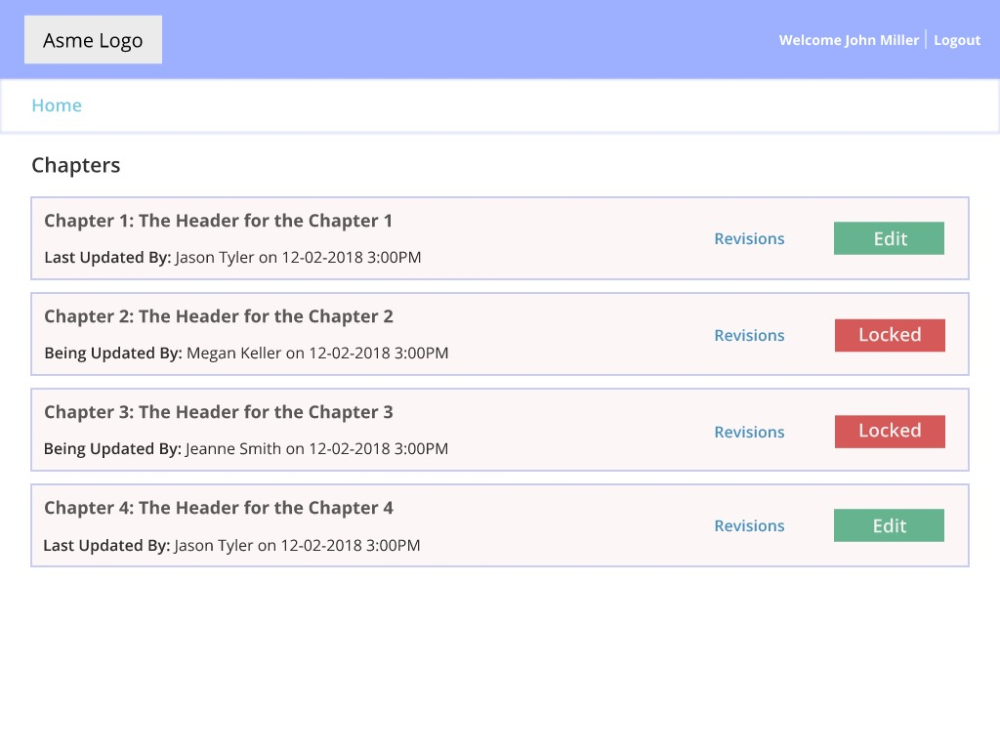 Asme Logo
Welcome John Miller | Logout
Home
Chapters
Chapter 1: The Header for the Chapter 1
Last Updated By: Jason Tyler on 12-02-2018 3:00PM
Revisions
Edit
Chapter 2: The Header for the Chapter 2
Being Updated By: Megan Keller on 12-02-2018 3:00PM
Revisions
Locked
Chapter 3: The Header for the Chapter 3
Being Updated By: Jeanne Smith on 12-02-2018 3:00PM
Revisions
Locked
Chapter 4: The Header for the Chapter 4
Last Updated By: Jason Tyler on 12-02-2018 3:00PM
Revisions
Edit